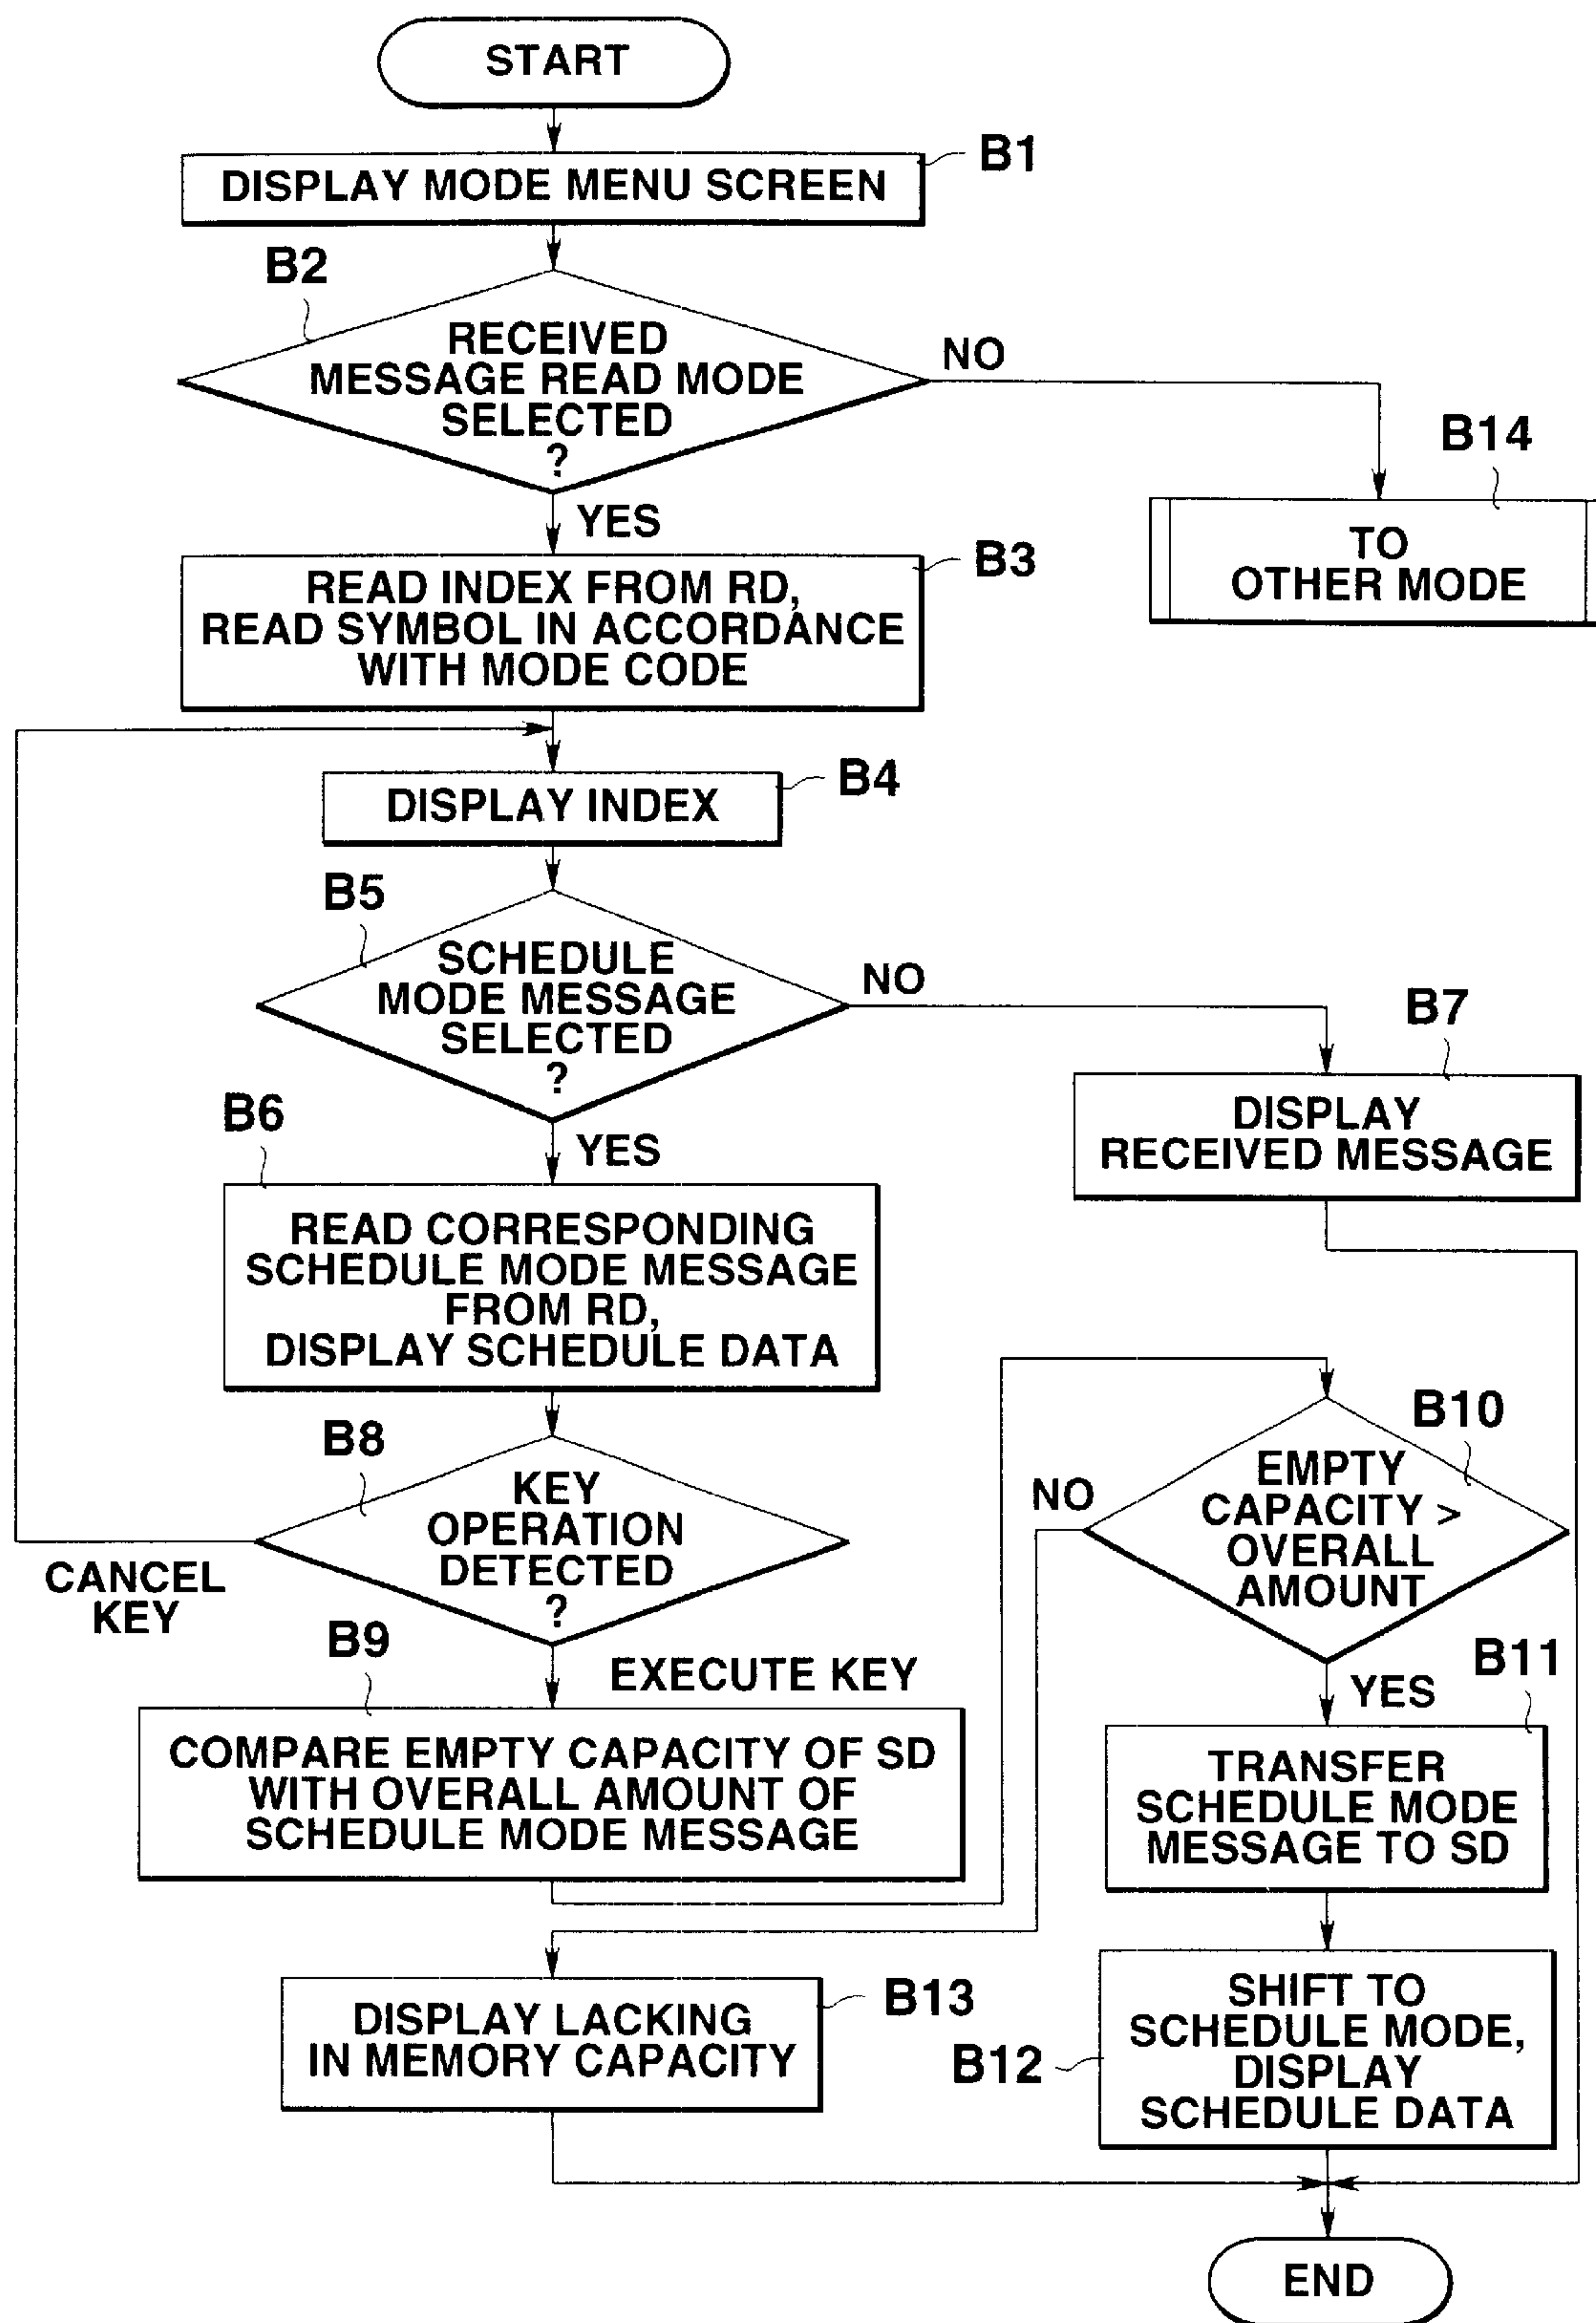 START
B1
DISPLAY MODE MENU SCREEN
B2
RECEIVED
MESSAGE READ MODE
SELECTED
?
NO
YES
B14
TO
OTHER MODE
B3
READ INDEX FROM RD,
READ SYMBOL IN ACCORDANCE
WITH MODE CODE
B4
DISPLAY INDEX
B5
SCHEDULE
MODE MESSAGE
SELECTED
?
NO
YES
B7
DISPLAY
RECEIVED MESSAGE
B6
READ CORRESPONDING
SCHEDULE MODE MESSAGE
FROM RD,
DISPLAY SCHEDULE DATA
B8
KEY
OPERATION
DETECTED
?
CANCEL
KEY
EXECUTE KEY
B9
COMPARE EMPTY CAPACITY OF SD
WITH OVERALL AMOUNT OF
SCHEDULE MODE MESSAGE
B10
EMPTY
CAPACITY >
OVERALL
AMOUNT
NO
YES
B11
TRANSFER
SCHEDULE MODE
MESSAGE TO SD
B12
SHIFT TO
SCHEDULE MODE,
DISPLAY
SCHEDULE DATA
B13
DISPLAY LACKING
IN MEMORY CAPACITY
END